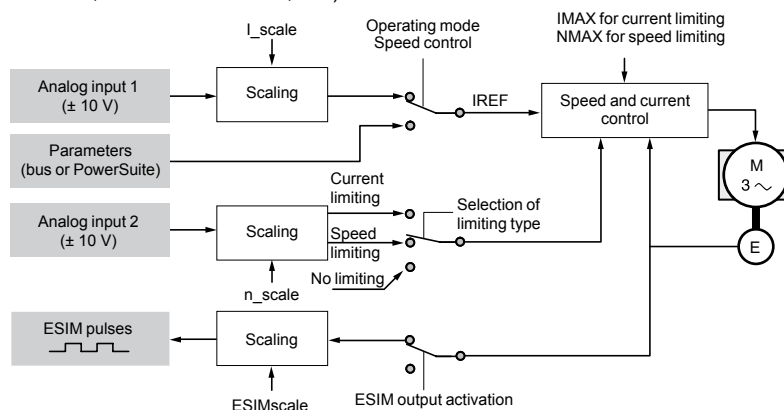 I_scale
Operating mode
Speed control
IMAX for current limiting
NMAX for speed limiting
Analog input 1
(± 10 V)
Scaling
IREF
Speed and current
control
Parameters
(bus or PowerSuite)
M
3 ~
Current
limiting
Analog input 2
(± 10 V)
Scaling
Speed
limiting
Selection of
limiting type
E
No limiting
n_scale
ESIM pulses
Scaling
ESIMscale
ESIM output activation